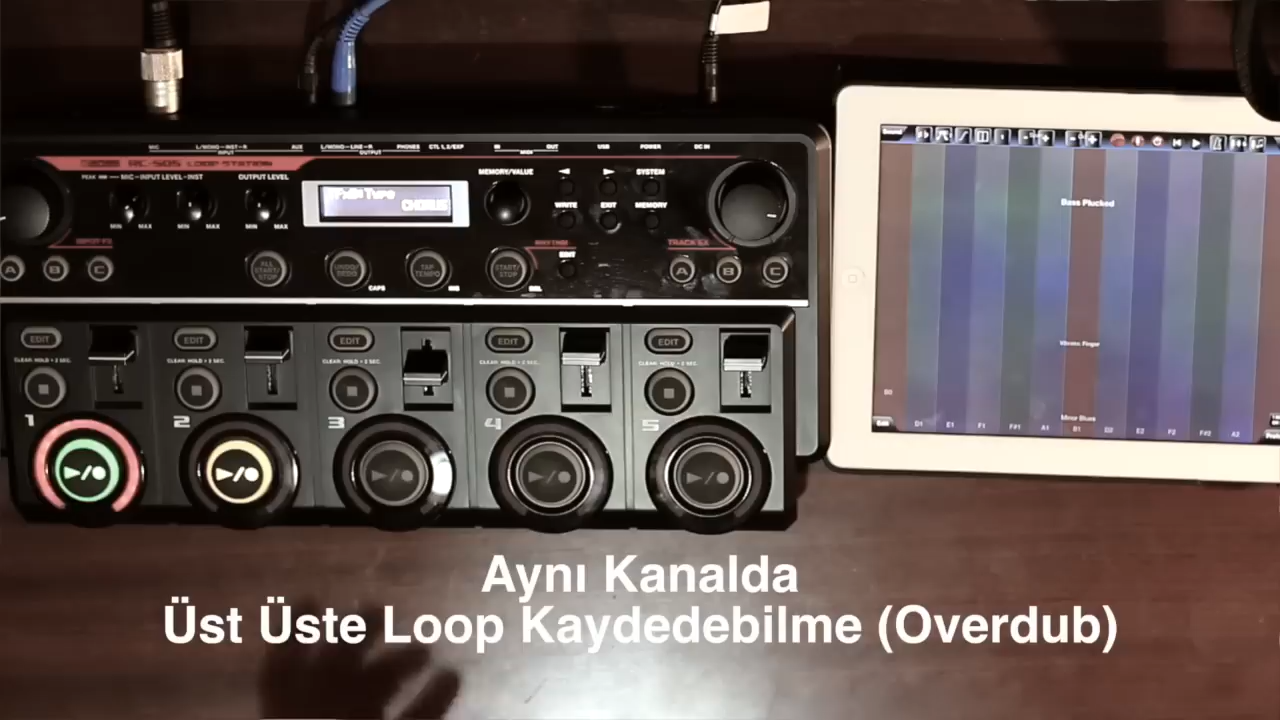 MIC L/MONO-INST-R AUX L/MONO-LINE-R PHONES CTL 1,2/EXP IN OUT USB POWER DC IN
INPUT OUTPUT MIDI
BOSS RC-505 LOOP STATION
PEAK MIC-INPUT LEVEL-INST OUTPUT LEVEL MEMORY/VALUE SYSTEM
CHORUS
WRITE EXIT MEMORY
MIN MAX MIN MAX MIN MAX
INPUT FX RHYTHM TRACK FX
A B C ALL START/STOP UNDO/REDO TAP TEMPO START/STOP EDIT A B C
CAPS INS DEL
EDIT EDIT EDIT EDIT EDIT
CLEAR: HOLD > 2 SEC. CLEAR: HOLD > 2 SEC. CLEAR: HOLD > 2 SEC. CLEAR: HOLD > 2 SEC. CLEAR: HOLD > 2 SEC.
1 2 3 4 5
Sound
Bass Plucked
Vibrato: Finger
Minor Blues
D0 D1 E1 F1 F#1 A1 B1 D2 E2 F2 F#2 A2
Aynı Kanalda
Üst Üste Loop Kaydedebilme (Overdub)